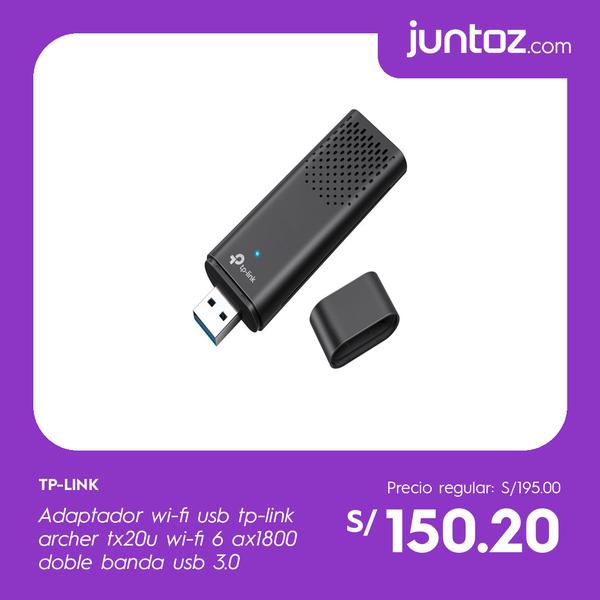 juntoz.com
tp-link
TP-LINK
Adaptador wi-fi usb tp-link
archer tx20u wi-fi 6 ax1800
doble banda usb 3.0
Precio regular: S/195.00
S/150.20